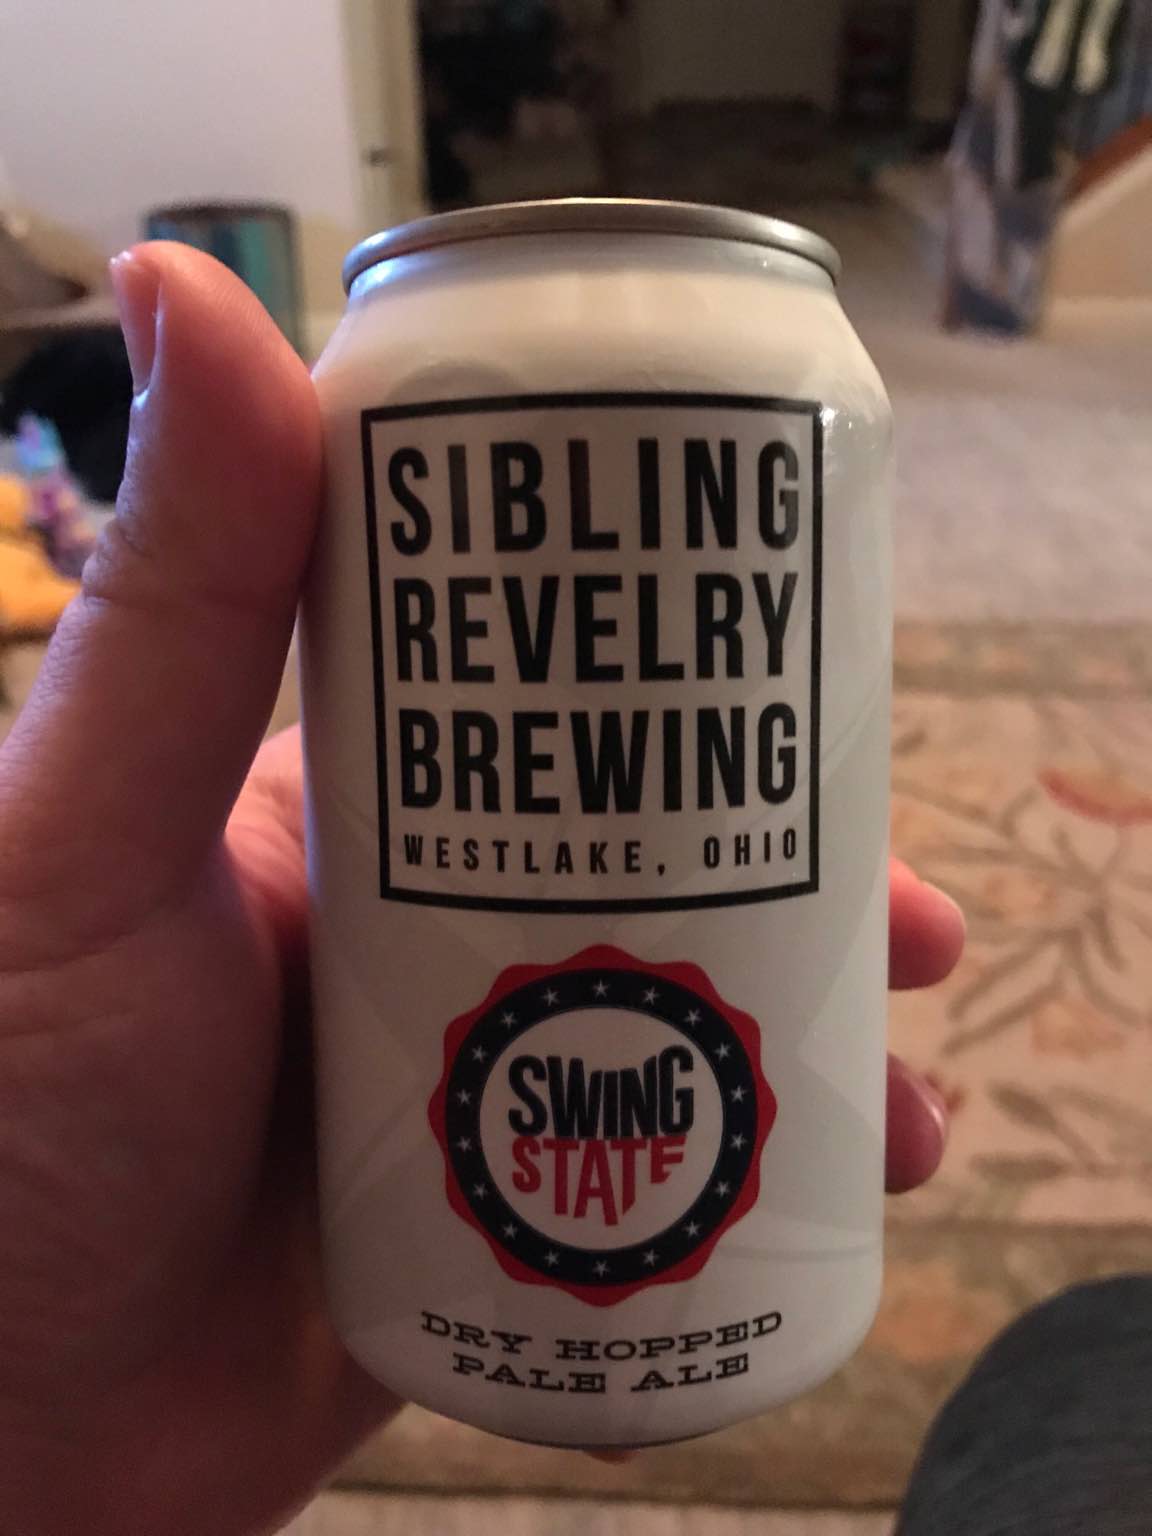 SIBLING
REVELRY
BREWING
WESTLAKE, OHIO
SWING
STATE
DRY HOPPED
PALE ALE